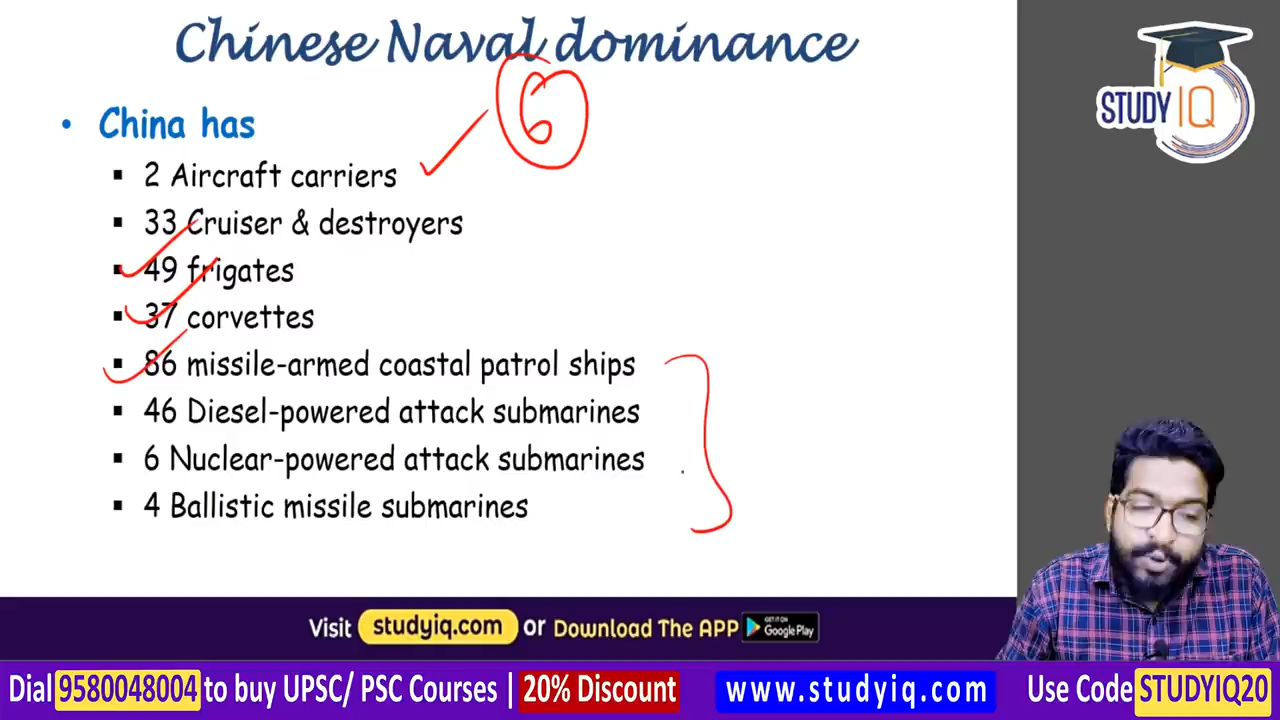 Chinese Naval dominance
6
• China has
▪ 2 Aircraft carriers
▪ 33 Cruiser & destroyers
▪ 49 frigates
▪ 37 corvettes
▪ 86 missile-armed coastal patrol ships
▪ 46 Diesel-powered attack submarines
▪ 6 Nuclear-powered attack submarines
▪ 4 Ballistic missile submarines
STUDY IQ
Visit studyiq.com or Download The APP GET IT ON Google Play
Dial 9580048004 to buy UPSC/ PSC Courses | 20% Discount www.studyiq.com Use Code STUDYIQ20